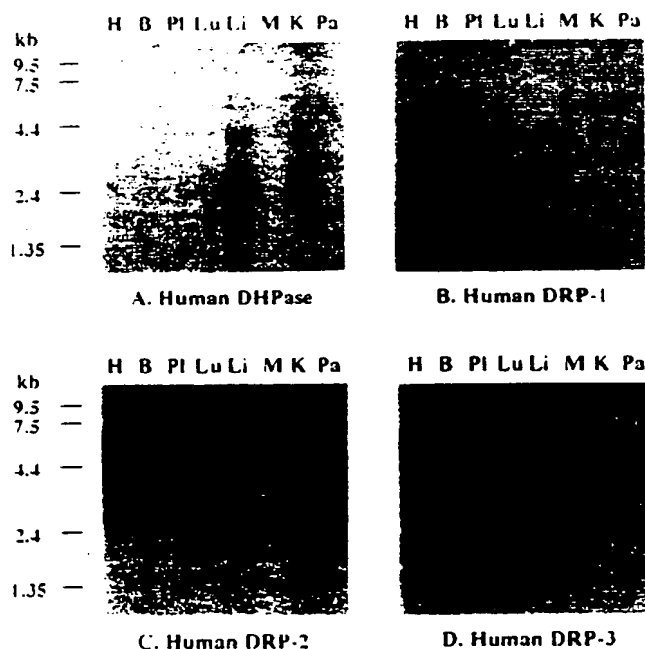 H B Pl Lu Li M K Pa
kb
9.5
7.5
4.4
2.4
1.35
A. Human DHPase
H B Pl Lu Li M K Pa
B. Human DRP-1
H B Pl Lu Li M K Pa
kb
9.5
7.5
4.4
2.4
1.35
C. Human DRP-2
H B Pl Lu Li M K Pa
D. Human DRP-3